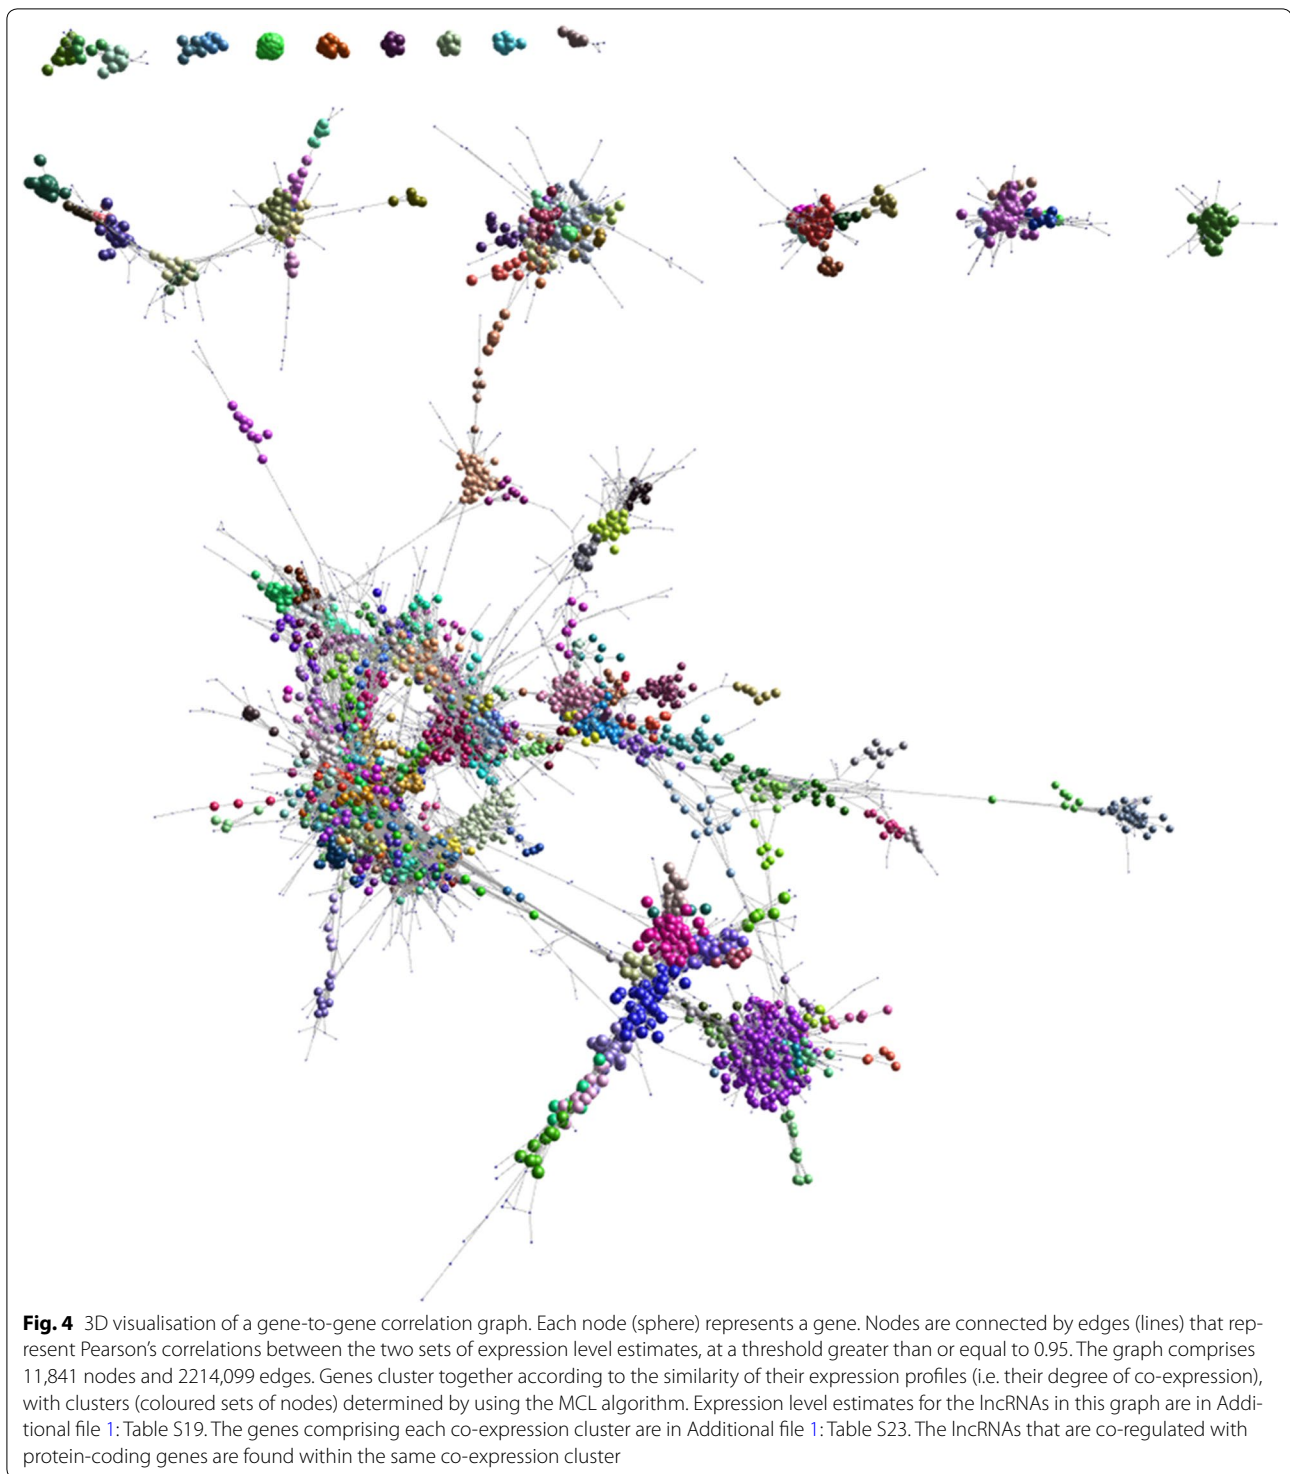 Fig. 4 3D visualisation of a gene-to-gene correlation graph. Each node (sphere) represents a gene. Nodes are connected by edges (lines) that rep-
resent Pearson's correlations between the two sets of expression level estimates, at a threshold greater than or equal to 0.95. The graph comprises
11,841 nodes and 2214,099 edges. Genes cluster together according to the similarity of their expression profiles (i.e. their degree of co-expression),
with clusters (coloured sets of nodes) determined by using the MCL algorithm. Expression level estimates for the lncRNAs in this graph are in Addi-
tional file 1: Table S19. The genes comprising each co-expression cluster are in Additional file 1: Table S23. The lncRNAs that are co-regulated with
protein-coding genes are found within the same co-expression cluster